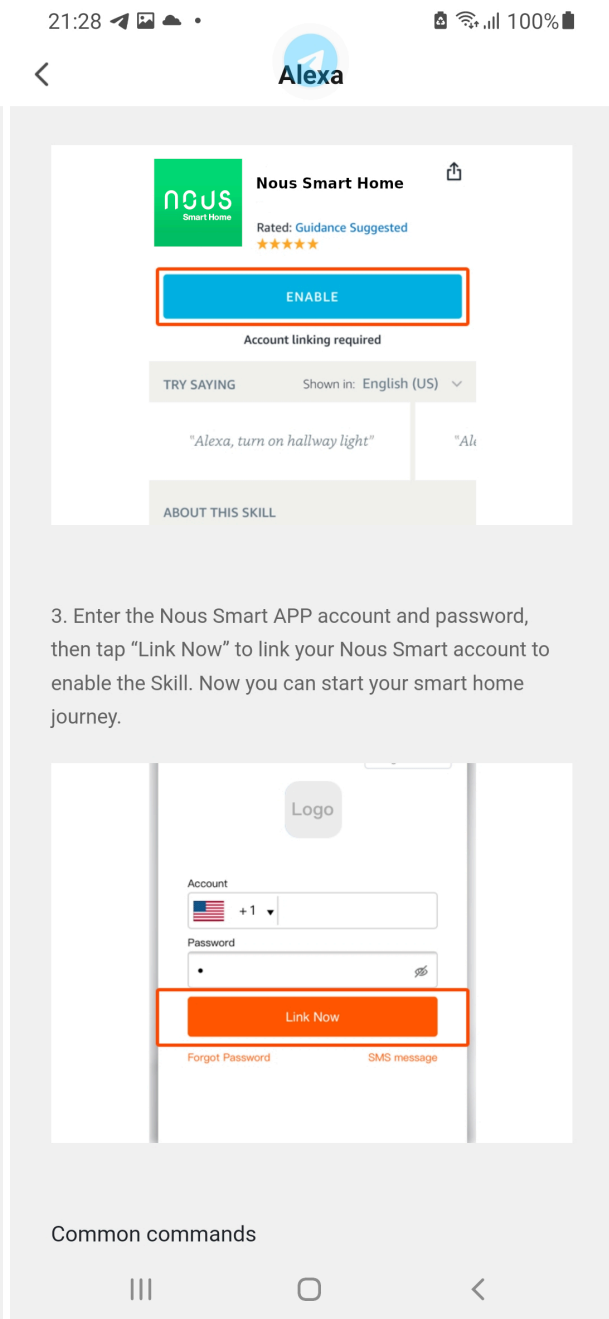 21:28
100%
Alexa
nous
Smart Home
Nous Smart Home
Rated: Guidance Suggested
ENABLE
Account linking required
TRY SAYING
Shown in: English (US)
"Alexa, turn on hallway light"
"Ale
ABOUT THIS SKILL
3. Enter the Nous Smart APP account and password,
then tap “Link Now” to link your Nous Smart account to
enable the Skill. Now you can start your smart home
journey.
Logo
Account
+1
Password
Link Now
Forgot Password
SMS message
Common commands